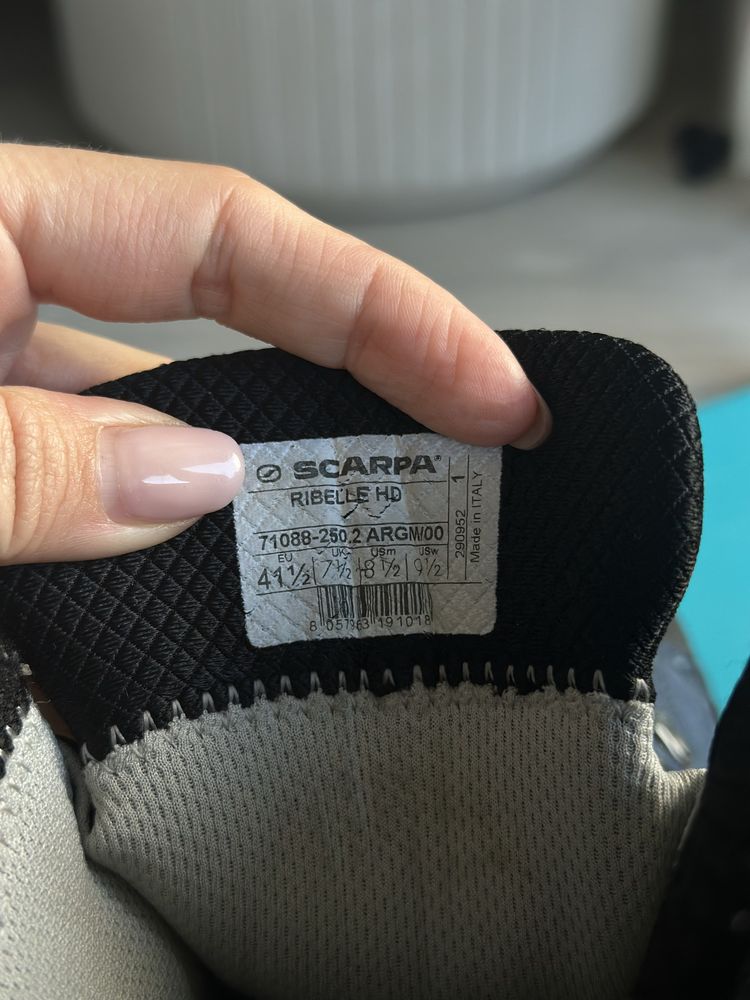 SCARPA®
RIBELLE HD
71088-250.2 ARGM/00
EU UK USm USw
41½ 7½ 8½ 9½
8 057963 191018
290952 1
Made in ITALY